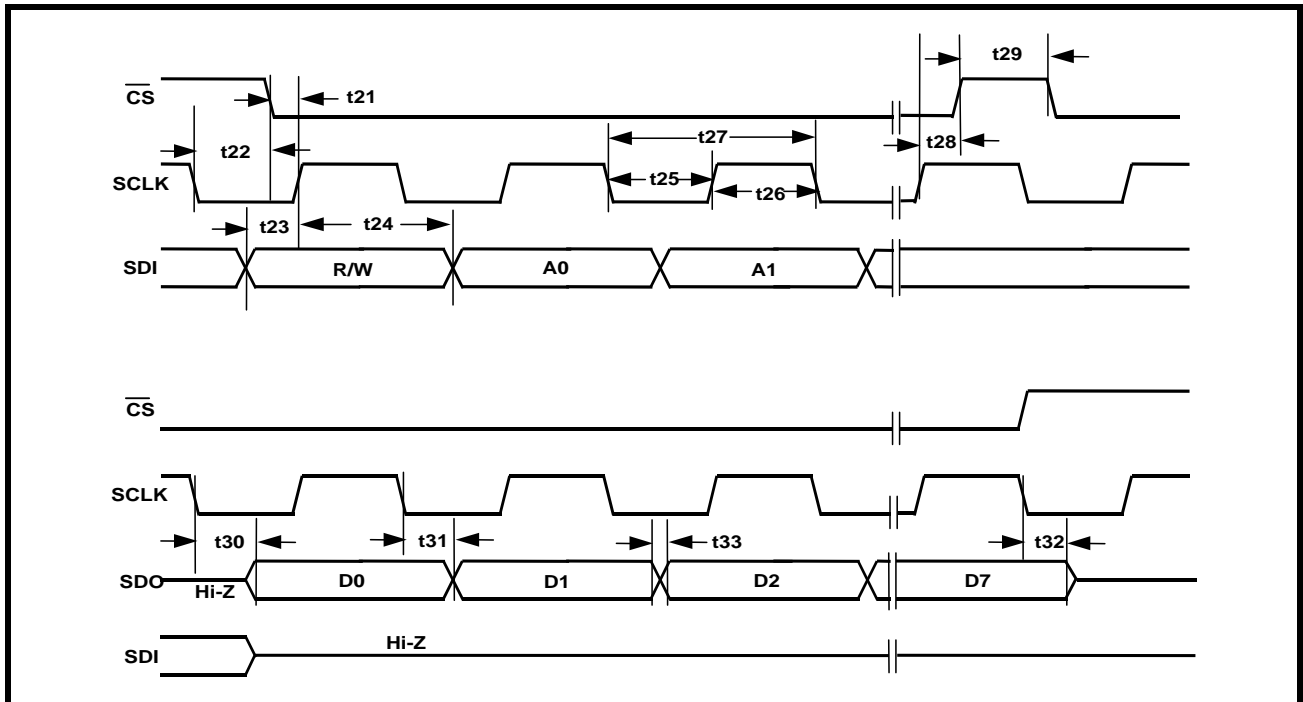 t29
CS
t21
t27
t22
t28
SCLK
t25
t26
t23
t24
SDI
R/W
A0
A1
CS
SCLK
t30
t31
t33
t32
SDO
Hi-Z
D0
D1
D2
D7
Hi-Z
SDI